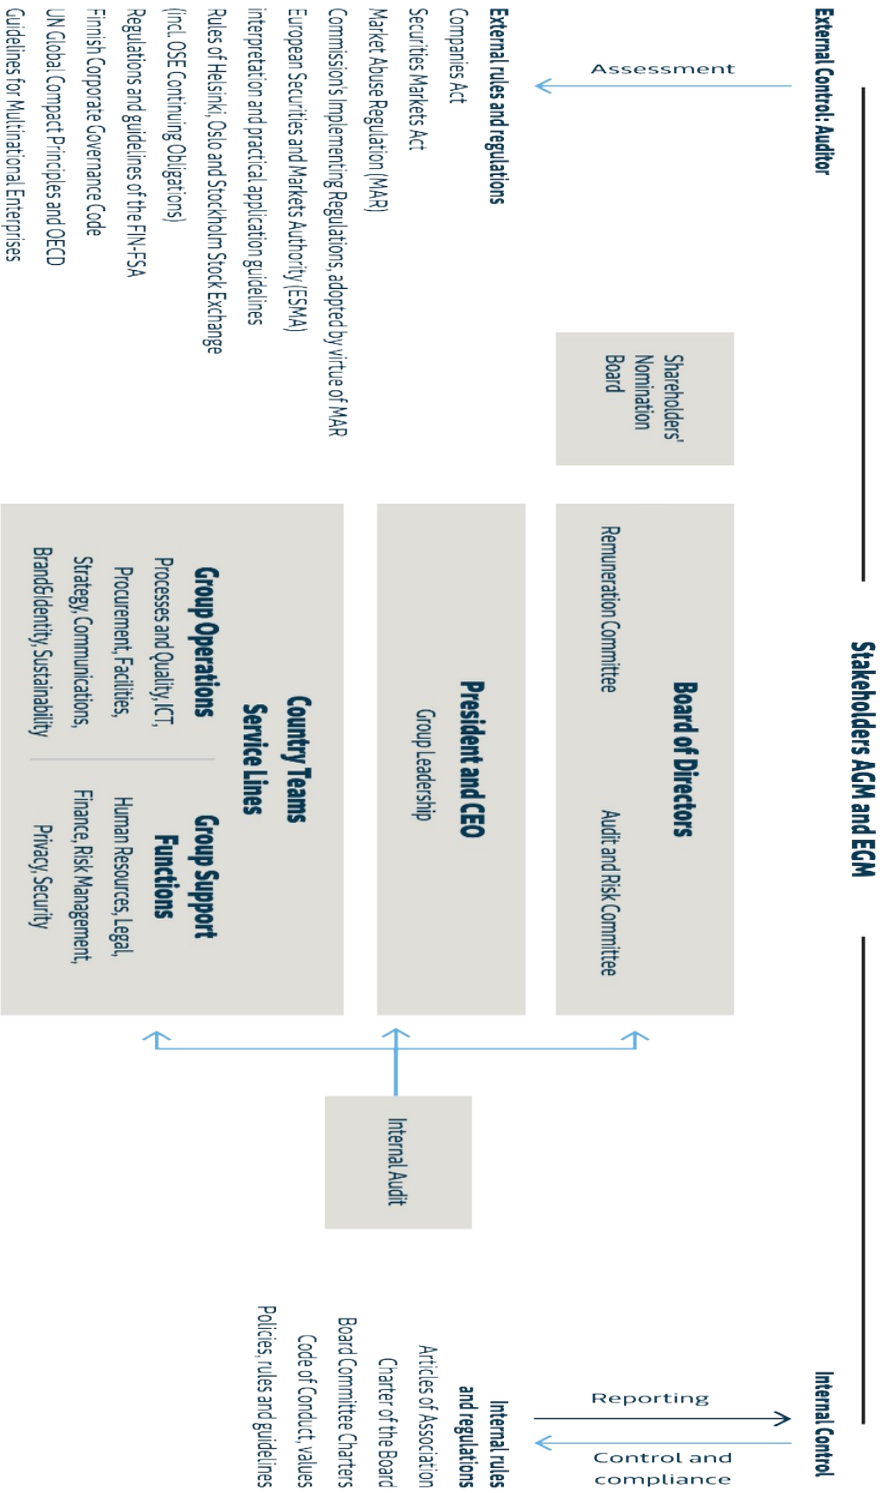 Stakeholders AGM and EGM
External Control: Auditor
Assessment
External rules and regulations
Companies Act
Securities Markets Act
Market Abuse Regulation (MAR)
Commission's Implementing Regulations, adopted by virtue of MAR
European Securities and Markets Authority (ESMA)
interpretation and practical application guidelines
Rules of Helsinki, Oslo and Stockholm Stock Exchange
(incl. OSE Continuing Obligations)
Regulations and guidelines of the FIN-FSA
Finnish Corporate Governance Code
UN Global Compact Principles and OECD
Guidelines for Multinational Enterprises
Shareholders'
Nomination
Board
Board of Directors
Remuneration Committee
Audit and Risk Committee
President and CEO
Group Leadership
Country Teams
Service Lines
Group Operations
Processes and Quality, ICT,
Procurement, Facilities,
Strategy, Communications,
Brand&Identity, Sustainability
Group Support
Functions
Human Resources, Legal,
Finance, Risk Management,
Privacy, Security
Internal Audit
Internal Control
Reporting
Control and
compliance
Internal rules
and regulations
Articles of Association
Charter of the Board
Board Committee Charters
Code of Conduct, values
Policies, rules and guidelines